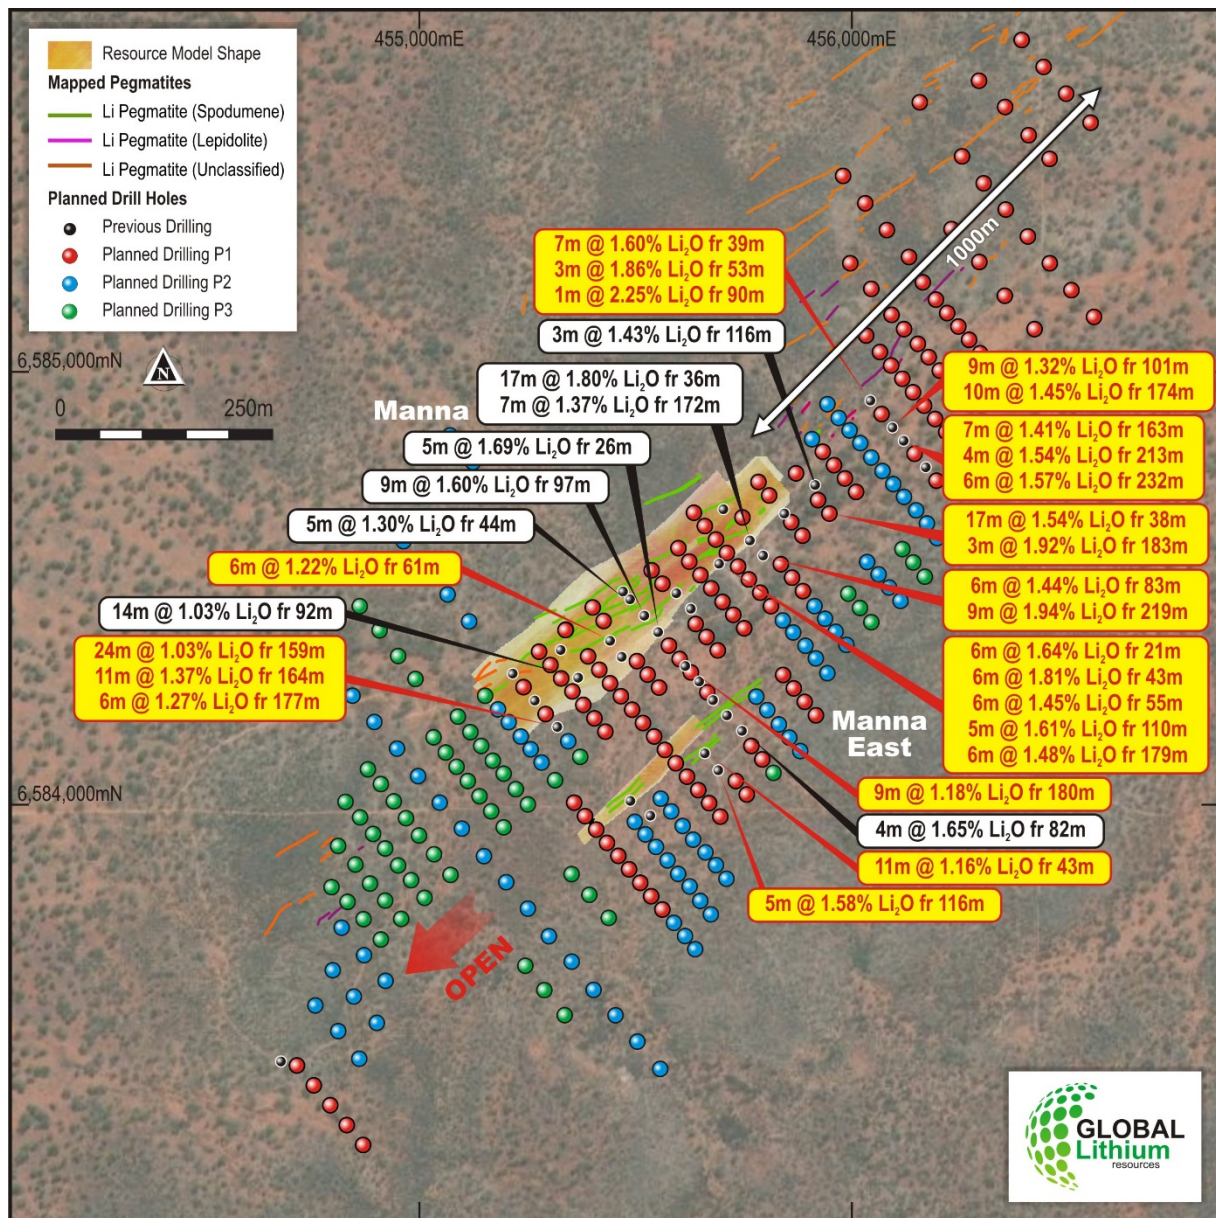 455,000mE
456,000mE
Resource Model Shape
Mapped Pegmatites
Li Pegmatite (Spodumene)
Li Pegmatite (Lepidolite)
Li Pegmatite (Unclassified)
Planned Drill Holes
Previous Drilling
Planned Drilling P1
Planned Drilling P2
Planned Drilling P3
6,585,000mN
N
0
250m
1000m
7m @ 1.60% Li₂O fr 39m
3m @ 1.86% Li₂O fr 53m
1m @ 2.25% Li₂O fr 90m
3m @ 1.43% Li₂O fr 116m
17m @ 1.80% Li₂O fr 36m
7m @ 1.37% Li₂O fr 172m
Manna
5m @ 1.69% Li₂O fr 26m
9m @ 1.60% Li₂O fr 97m
5m @ 1.30% Li₂O fr 44m
6m @ 1.22% Li₂O fr 61m
14m @ 1.03% Li₂O fr 92m
24m @ 1.03% Li₂O fr 159m
11m @ 1.37% Li₂O fr 164m
6m @ 1.27% Li₂O fr 177m
9m @ 1.32% Li₂O fr 101m
10m @ 1.45% Li₂O fr 174m
7m @ 1.41% Li₂O fr 163m
4m @ 1.54% Li₂O fr 213m
6m @ 1.57% Li₂O fr 232m
17m @ 1.54% Li₂O fr 38m
3m @ 1.92% Li₂O fr 183m
6m @ 1.44% Li₂O fr 83m
9m @ 1.94% Li₂O fr 219m
6m @ 1.64% Li₂O fr 21m
6m @ 1.81% Li₂O fr 43m
6m @ 1.45% Li₂O fr 55m
5m @ 1.61% Li₂O fr 110m
6m @ 1.48% Li₂O fr 179m
Manna
East
6,584,000mN
9m @ 1.18% Li₂O fr 180m
4m @ 1.65% Li₂O fr 82m
11m @ 1.16% Li₂O fr 43m
5m @ 1.58% Li₂O fr 116m
OPEN
GLOBAL
Lithium
resources